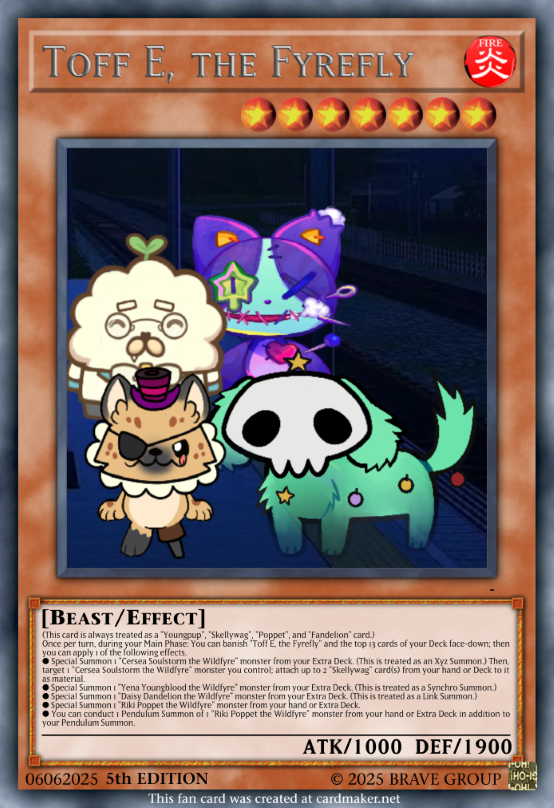 Toff E, the Fyrefly
FIRE
炎
-
[Beast/Effect]
(This card is always treated as a "Youngpup", "Skellywag", "Poppet", and "Fandelion" card.)
Once per turn, during your Main Phase: You can banish "Toff E, the Fyrefly" and the top 13 cards of your Deck face-down; then
you can apply 1 of the following effects.
● Special Summon 1 "Cersea Soulstorm the Wildfyre" monster from your Extra Deck. (This is treated as an Xyz Summon.) Then,
target 1 "Cersea Soulstorm the Wildfyre" monster you control; attach up to 2 "Skellywag" card(s) from your hand or Deck to it
as material.
● Special Summon 1 "Yena Youngblood the Wildfyre" monster from your Extra Deck. (This is treated as a Synchro Summon.)
● Special Summon 1 "Daisy Dandelion the Wildfyre" monster from your Extra Deck. (This is treated as a Link Summon.)
● Special Summon 1 "Riki Poppet the Wildfyre" monster from your hand or Extra Deck.
● You can conduct 1 Pendulum Summon of 1 "Riki Poppet the Wildfyre" monster from your hand or Extra Deck in addition to
your Pendulum Summon.
ATK/1000 DEF/1900
06062025 5th EDITION © 2025 BRAVE GROUP
This fan card was created at cardmaker.net